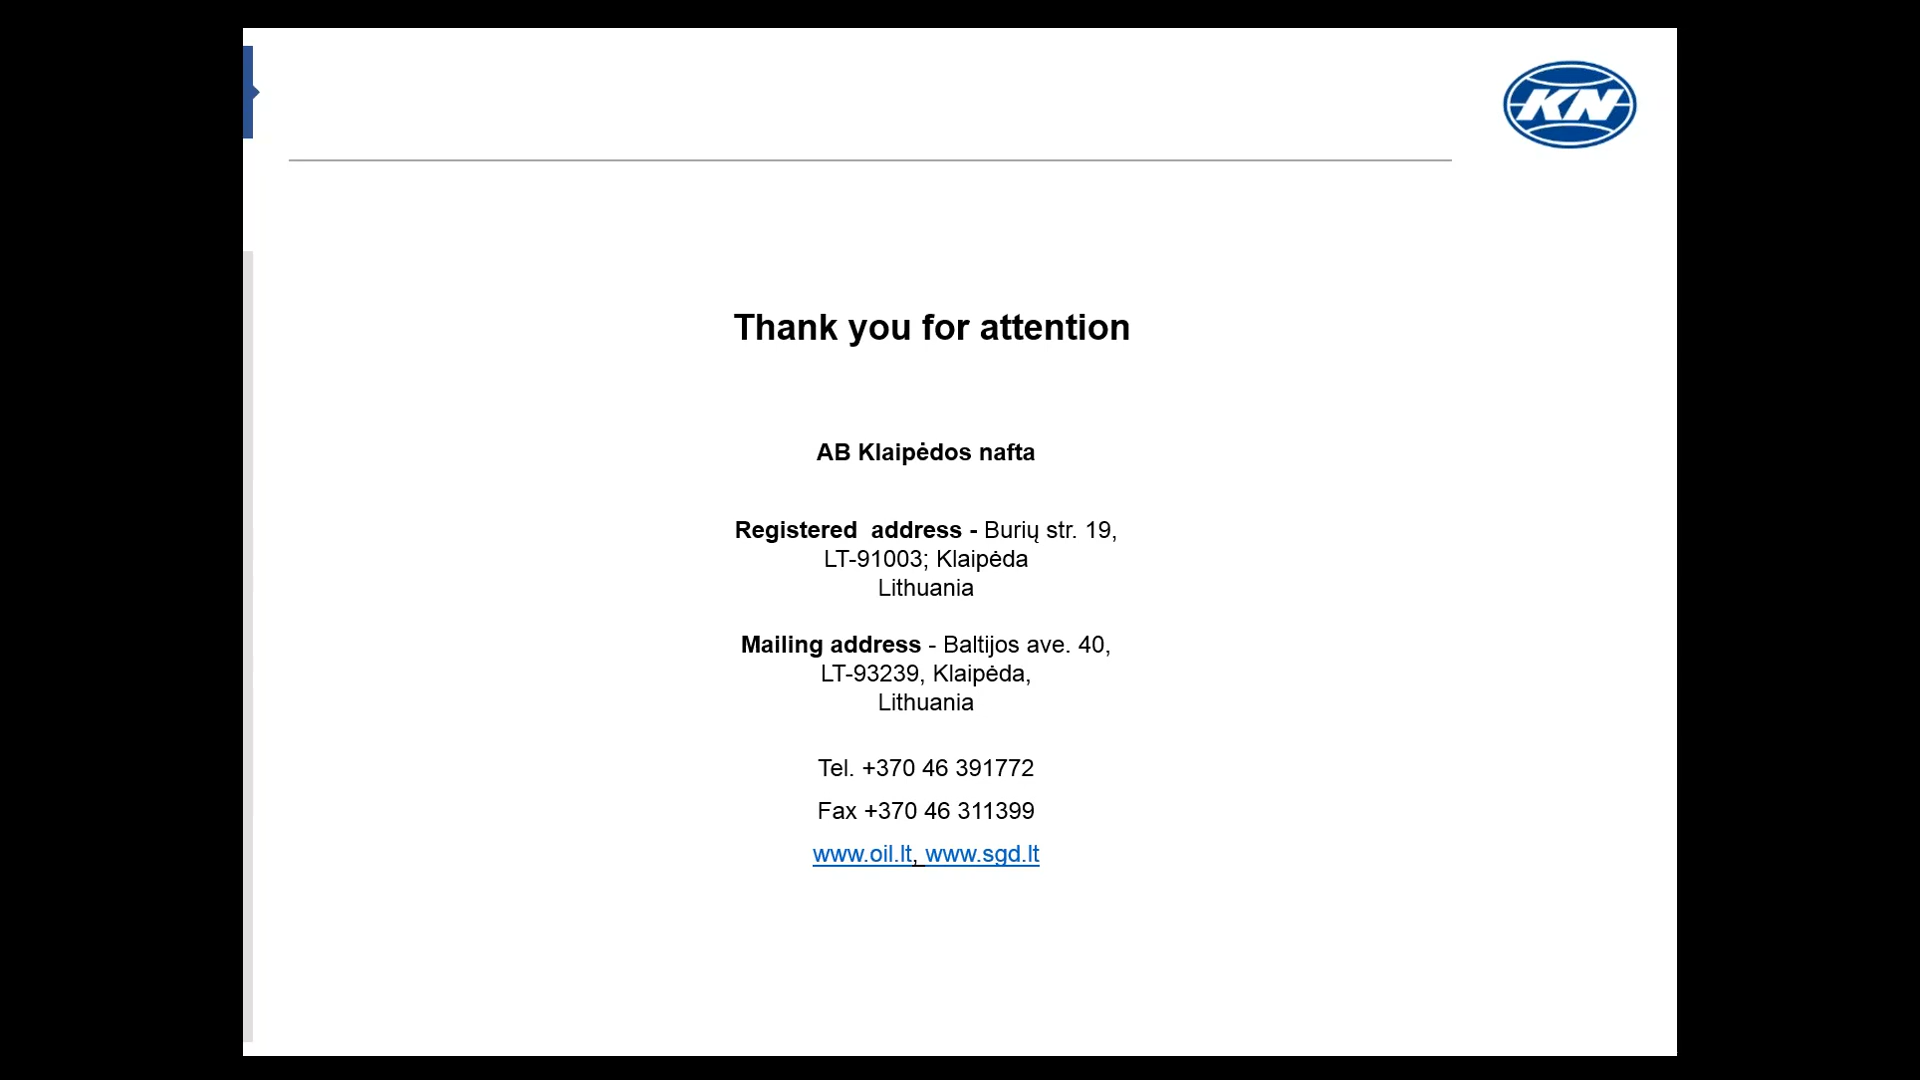 KN
Thank you for attention
AB Klaipėdos nafta
Registered  address - Burių str. 19,
LT-91003; Klaipėda
Lithuania
Mailing address - Baltijos ave. 40,
LT-93239, Klaipėda,
Lithuania
Tel. +370 46 391772
Fax +370 46 311399
www.oil.lt, www.sgd.lt